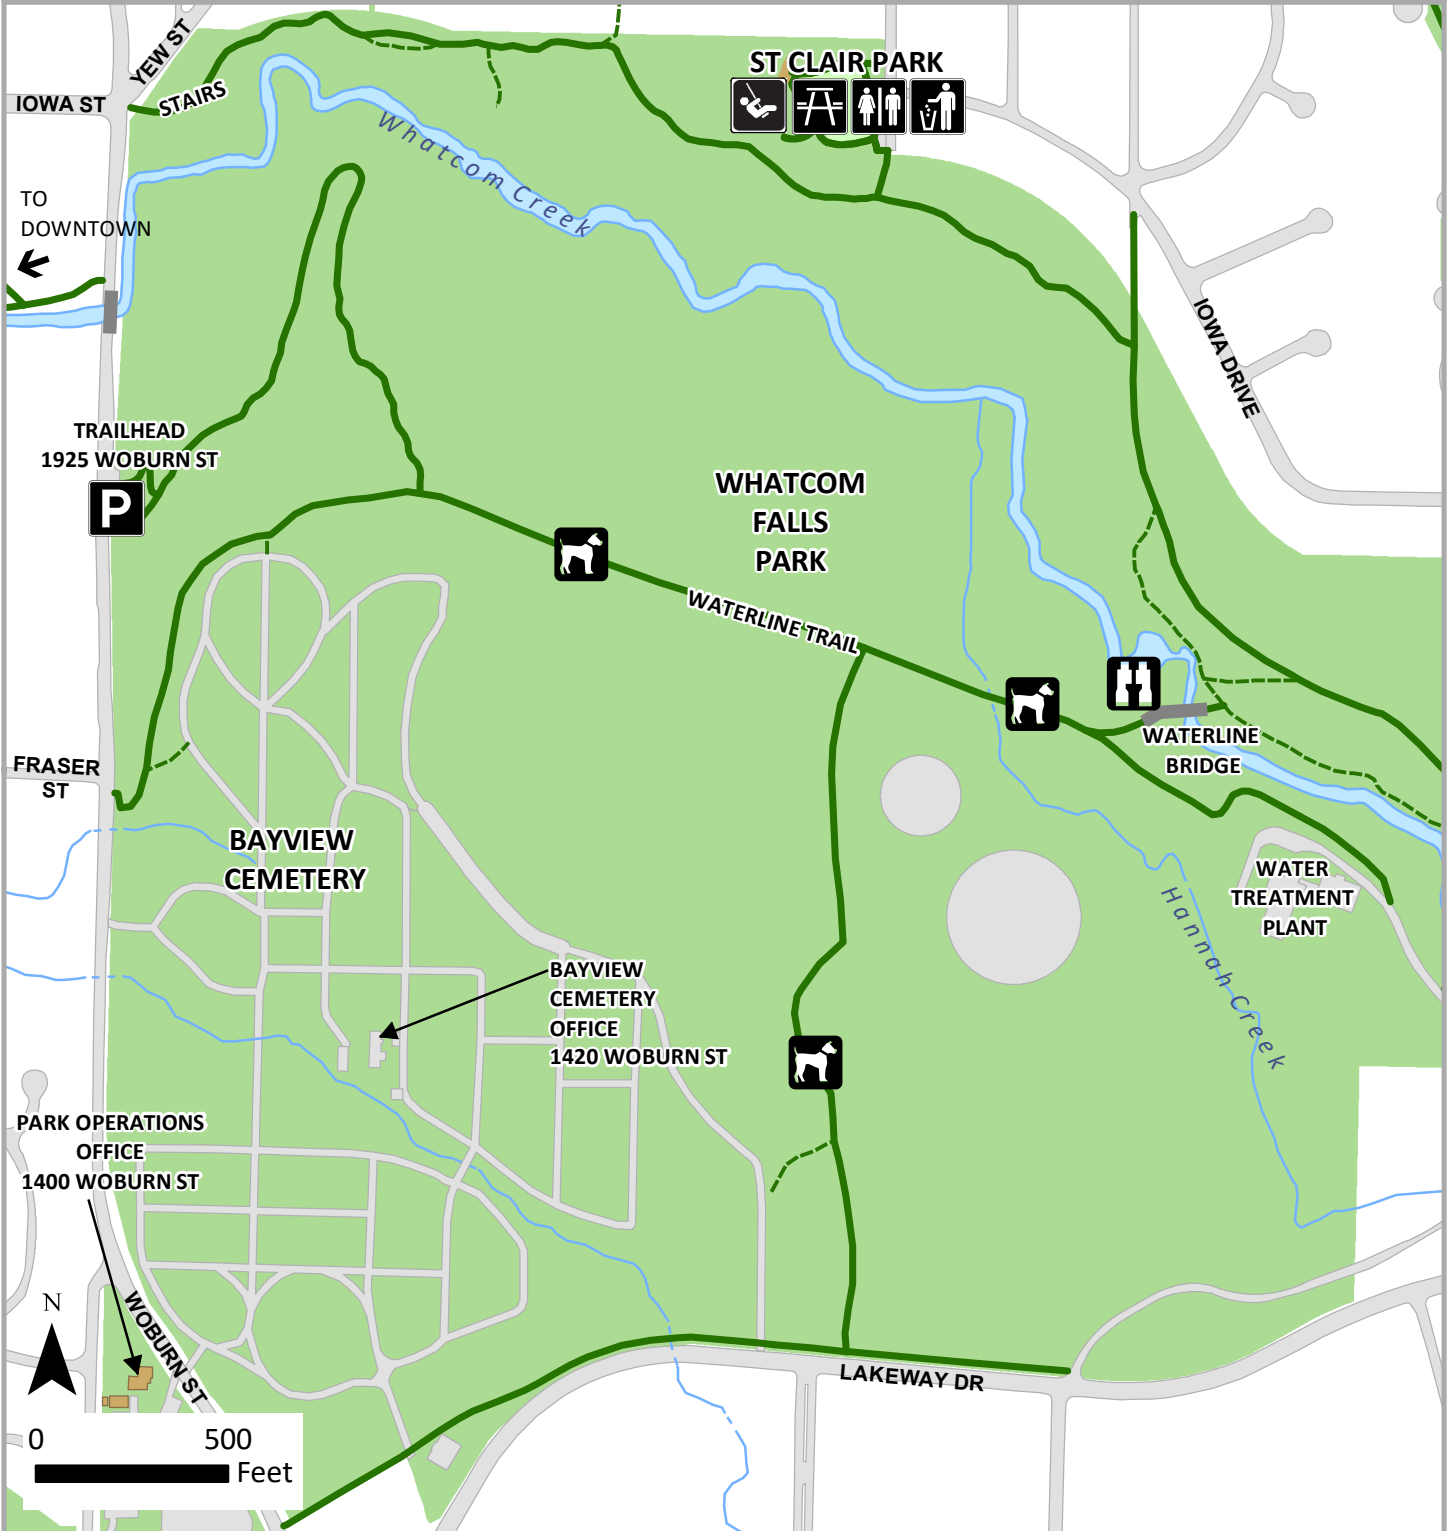 YEW ST
IOWA ST
STAIRS
ST CLAIR PARK
Whatcom Creek
TO
DOWNTOWN
IOWA DRIVE
TRAILHEAD
1925 WOBURN ST
P
WHATCOM
FALLS
PARK
WATERLINE TRAIL
WATERLINE
BRIDGE
FRASER
ST
BAYVIEW
CEMETERY
WATER
TREATMENT
PLANT
Hannah Creek
BAYVIEW
CEMETERY
OFFICE
1420 WOBURN ST
PARK OPERATIONS
OFFICE
1400 WOBURN ST
N
WOBURN ST
LAKEWAY DR
0 500
Feet